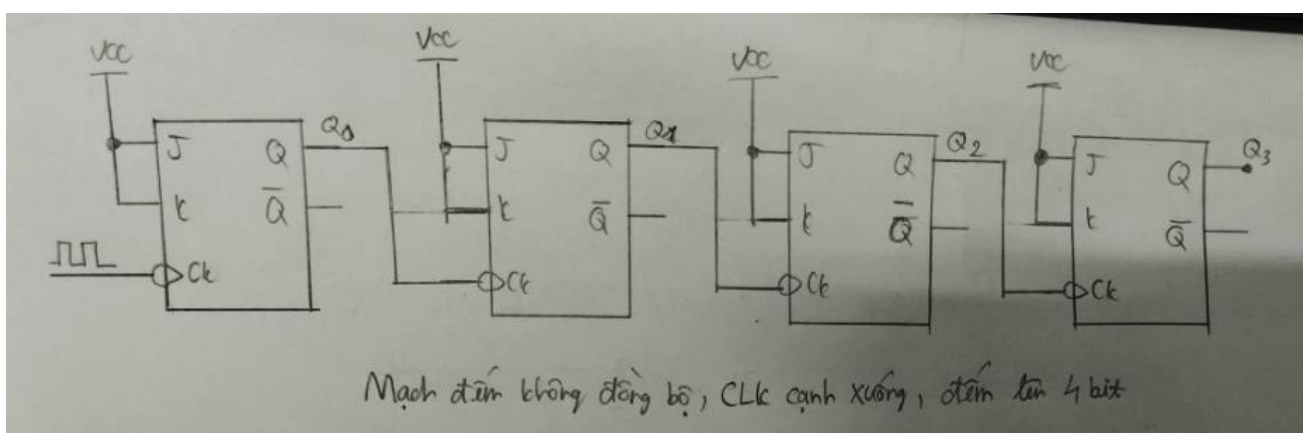 Vcc Vcc Vcc Vcc
J Q Q0 J Q Q1 J Q Q2 J Q Q3
K Q̅ K Q̅ K Q̅ K Q̅
Ck Ck Ck Ck
Mạch đếm không đồng bộ, CLK cạnh xuống, đếm lên 4 bit